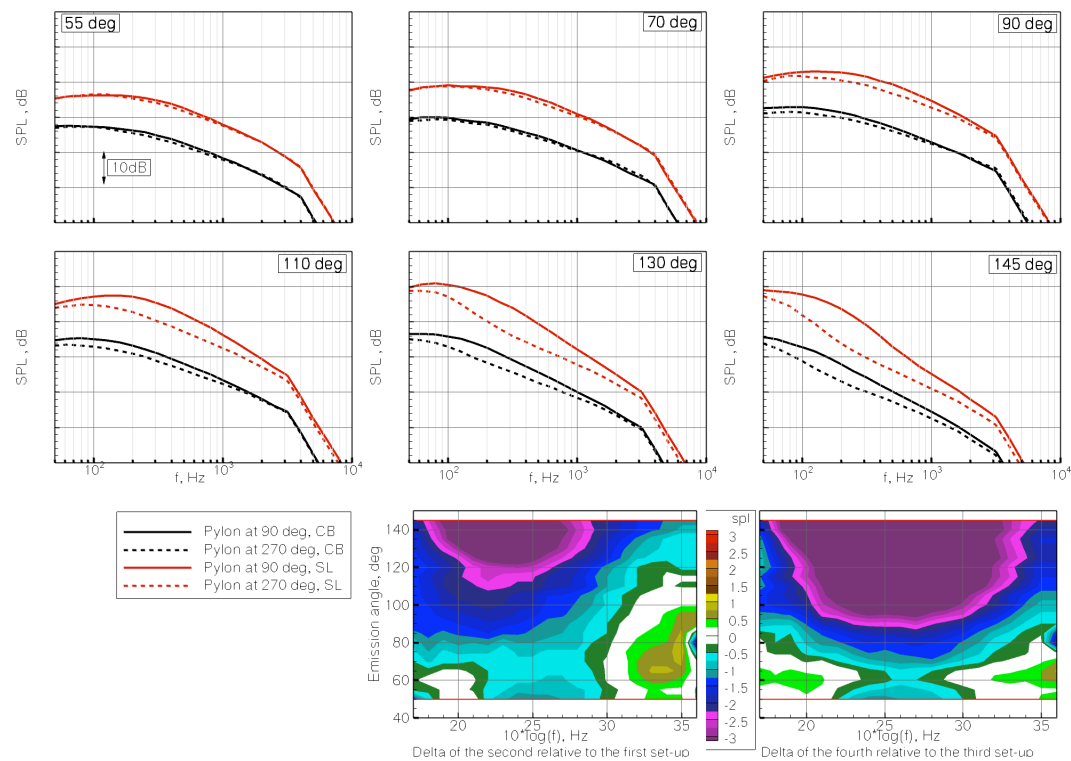 55 deg
70 deg
90 deg
SPL , dB
SPL , dB
SPL , dB
10dB
110 deg
130 deg
145 deg
SPL , dB
SPL , dB
SPL , dB
10² 10³ 10⁴
10² 10³ 10⁴
10² 10³ 10⁴
f, Hz
f, Hz
f, Hz
Pylon at 90 deg, CB
Pylon at 270 deg, CB
Pylon at 90 deg, SL
Pylon at 270 deg, SL
Emission angle, deg
140
120
100
80
60
40
20 25 30 35
10*log(f), Hz
Delta of the second relative to the first set-up
spl
3
2.5
2
1.5
1
0.5
0
-0.5
-1
-1.5
-2
-2.5
-3
20 25 30 35
10*log(f), Hz
Delta of the fourth relative to the third set-up